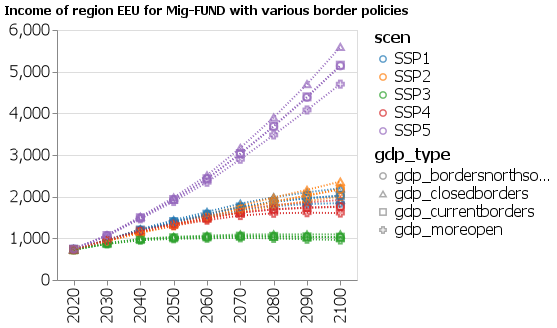 Income of region EEU for Mig-FUND with various border policies
6,000
5,000
4,000
3,000
2,000
1,000
0
2020
2030
2040
2050
2060
2070
2080
2090
2100
scen
SSP1
SSP2
SSP3
SSP4
SSP5
gdp_type
gdp_bordersnorthso...
gdp_closedborders
gdp_currentborders
gdp_moreopen